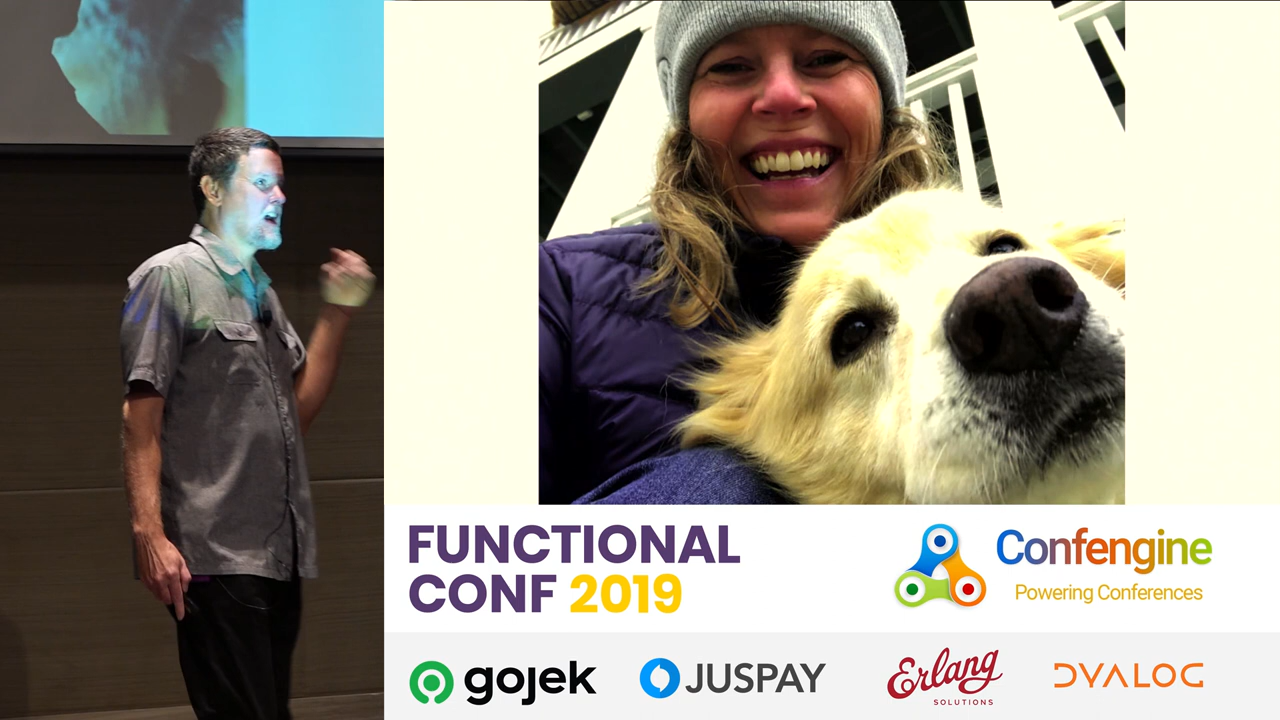 FUNCTIONAL
CONF 2019
Confengine
Powering Conferences
gojek
JUSPAY
Erlang
SOLUTIONS
DYALOG